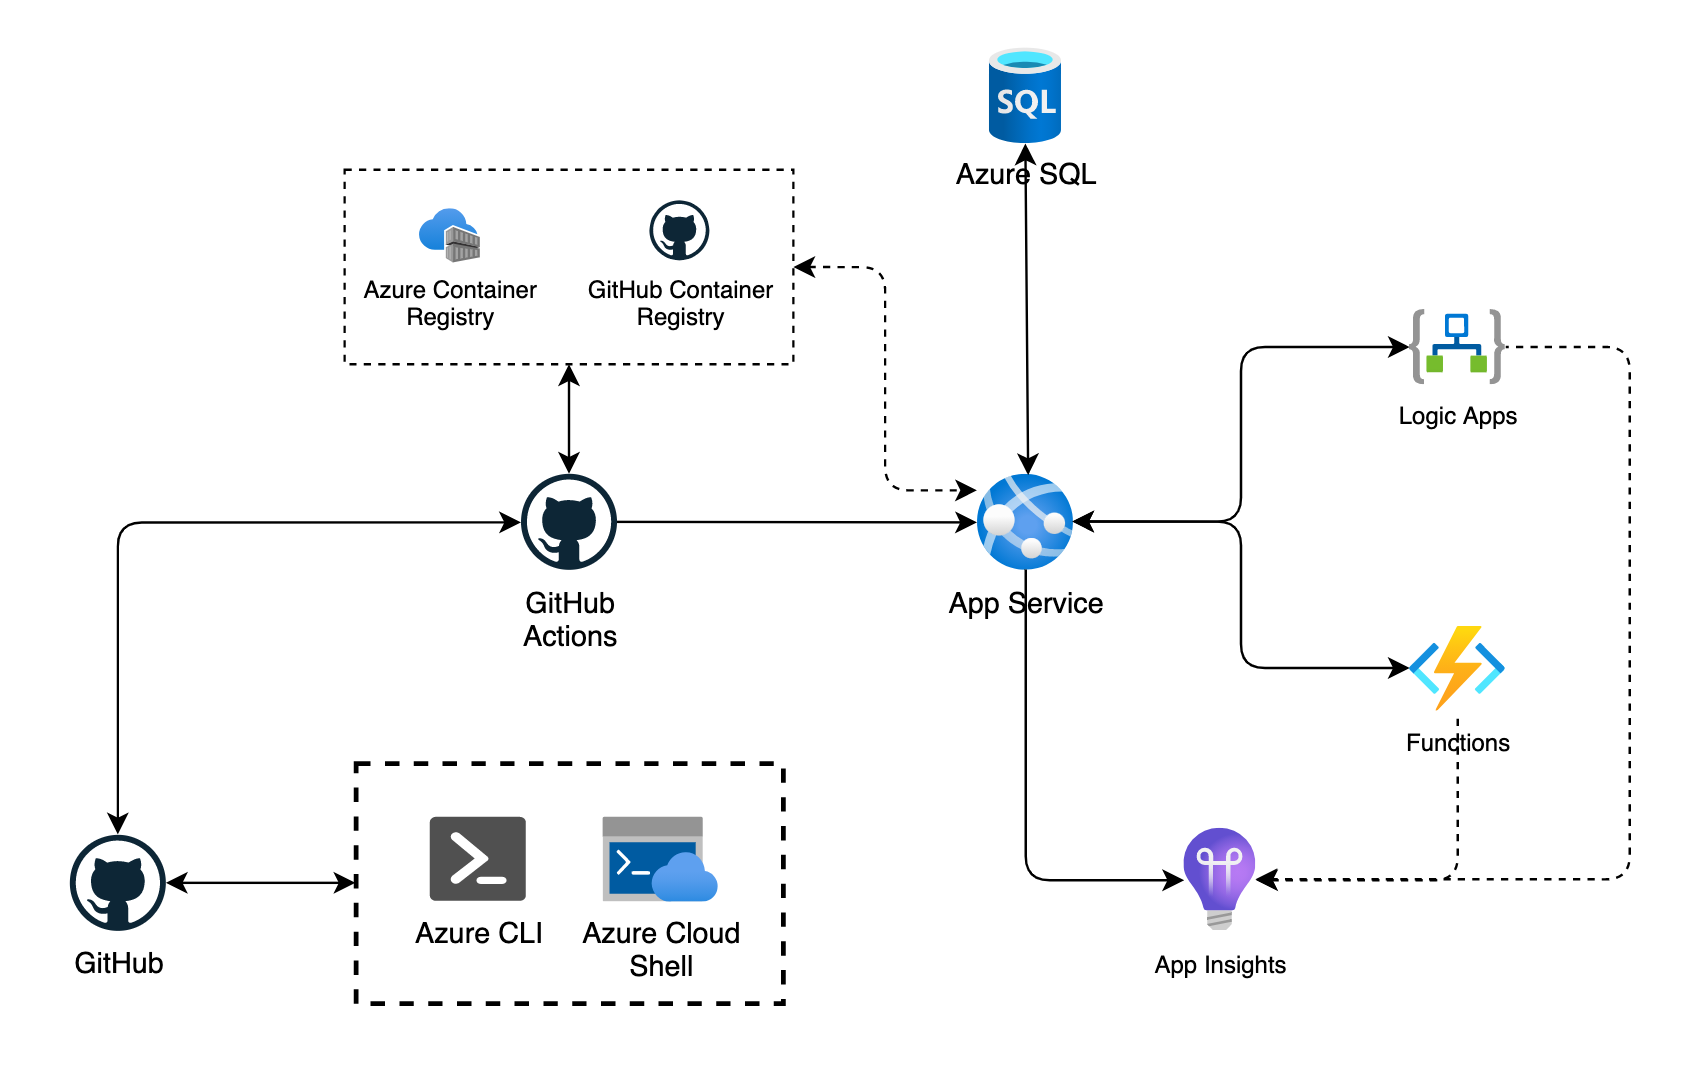 SQL
Azure SQL
Azure Container
Registry
GitHub Container
Registry
Logic Apps
GitHub
Actions
App Service
Functions
Azure CLI
Azure Cloud
Shell
GitHub
App Insights